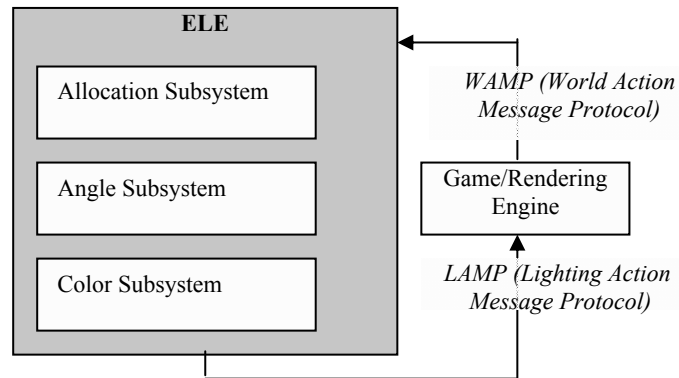 ELE
Allocation Subsystem
Angle Subsystem
Color Subsystem
WAMP (World Action
Message Protocol)
Game/Rendering
Engine
LAMP (Lighting Action
Message Protocol)